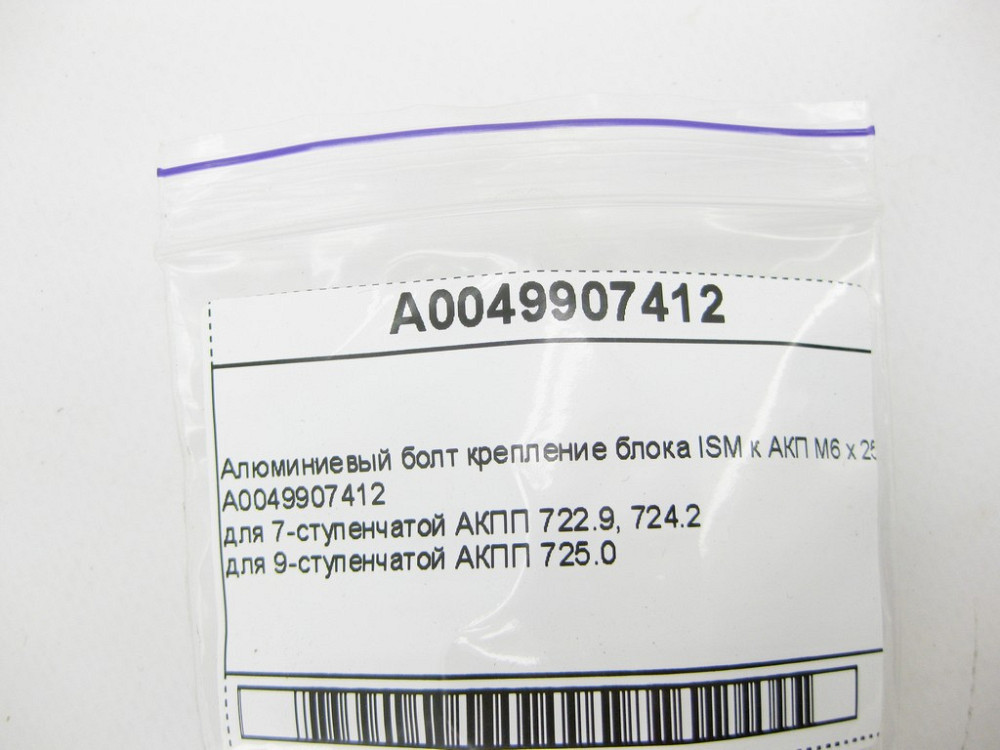 A0049907412
Алюминиевый болт крепление блока ISM к АКП М6 х 25
A0049907412
для 7-ступенчатой АКПП 722.9, 724.2
для 9-ступенчатой АКПП 725.0